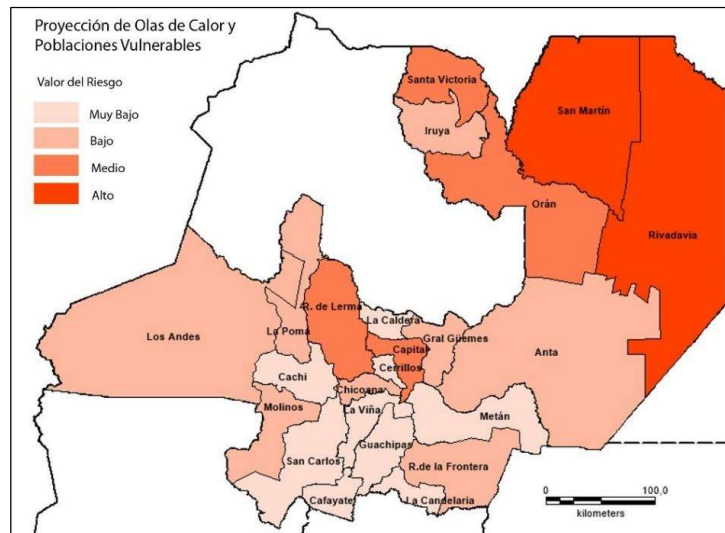 Proyección de Olas de Calor y
Poblaciones Vulnerables
Valor del Riesgo
Muy Bajo
Bajo
Medio
Alto
Santa Victoria
Iruya
San Martín
Orán
Rivadavia
R. de Lerma
La Caldera
Los Andes
La Poma
Gral Güemes
Capital
Anta
Cerrillos
Cachi
Chicoana
Molinos
La Viña
Metán
Guachipas
San Carlos
R.de la Frontera
Cafayate
La Candelaria
0 100,0
kilometers